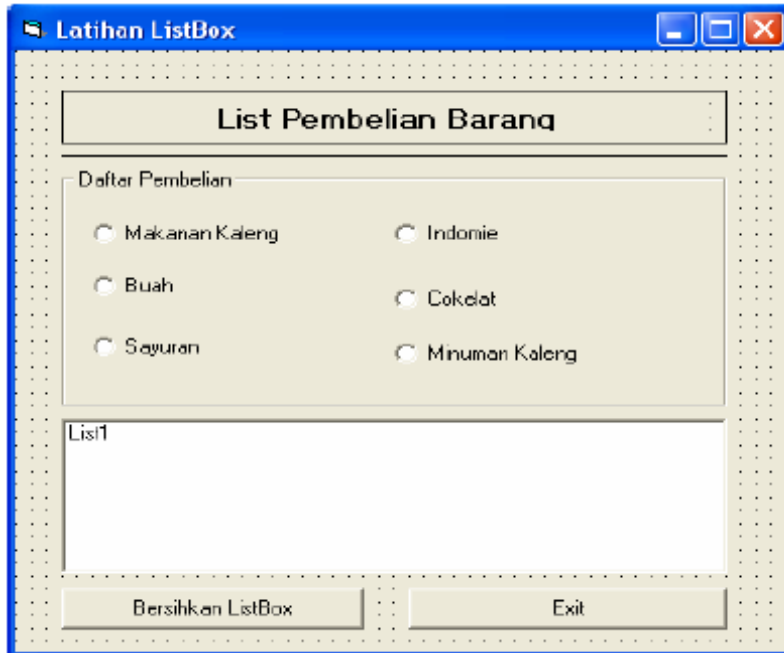 Latihan ListBox
List Pembelian Barang
Daftar Pembelian
Makanan Kaleng
Indomie
Buah
Cokelat
Sayuran
Minuman Kaleng
List1
Bersihkan ListBox
Exit